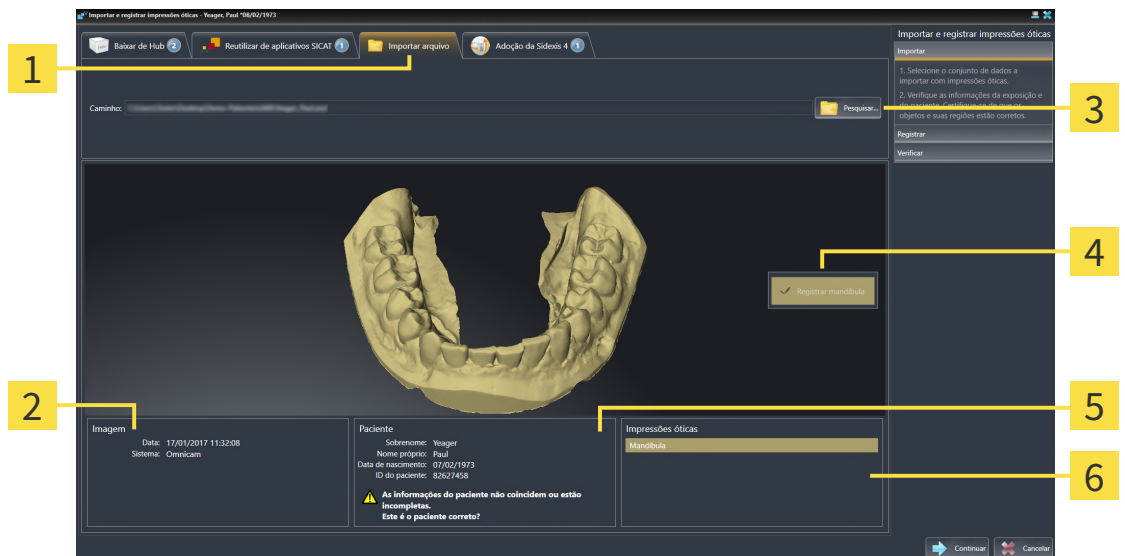 Importar e registrar impressões óticas - Yeager, Paul *08/02/1973
Baixar de Hub 2
Reutilizar de aplicativos SICAT 1
Importar arquivo
Adoção da Sidexis 4 1
Importar e registrar impressões óticas
Importar
1. Selecione o conjunto de dados a
importar com impressões óticas.
2. Verifique as informações da exposição e
do paciente. Certifique-se de que os
objetos e suas regiões estão corretos.
Registrar
Verificar
1
Caminho:
Pesquisar...
3
4
Registrar mandíbula
2
5
6
Imagem
Data: 17/01/2017 11:32:08
Sistema: Omnicam
Paciente
Sobrenome: Yeager
Nome próprio: Paul
Data de nascimento: 07/02/1973
ID do paciente: 82627458
As informações do paciente não coincidem ou estão
incompletas.
Este é o paciente correto?
Impressões óticas
Mandíbula
Continuar
Cancelar